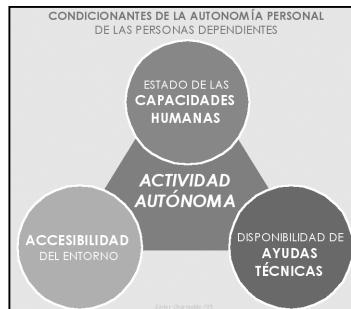 CONDICIONANTES DE LA AUTONOMÍA PERSONAL
DE LAS PERSONAS DEPENDIENTES
ESTADO DE LAS
CAPACIDADES
HUMANAS
ACTIVIDAD
AUTÓNOMA
ACCESIBILIDAD
DEL ENTORNO
DISPONIBILIDAD DE
AYUDAS
TÉCNICAS